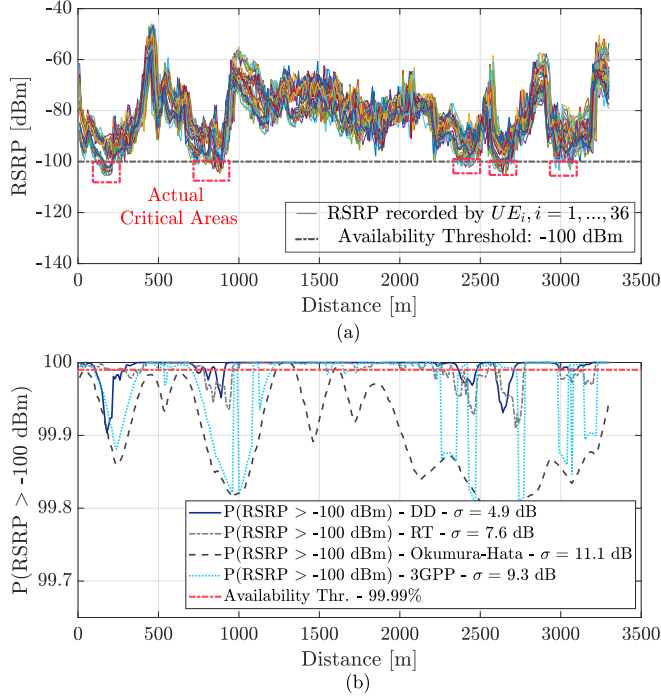 -40
-60
-80
-100
-120
-140
RSRP [dBm]
Actual
Critical Areas
RSRP recorded by UE_i, i = 1, ..., 36
Availability Threshold: -100 dBm
0 500 1000 1500 2000 2500 3000 3500
Distance [m]
(a)
100
99.9
99.8
99.7
P(RSRP > -100 dBm)
P(RSRP > -100 dBm) - DD - σ = 4.9 dB
P(RSRP > -100 dBm) - RT - σ = 7.6 dB
P(RSRP > -100 dBm) - Okumura-Hata - σ = 11.1 dB
P(RSRP > -100 dBm) - 3GPP - σ = 9.3 dB
Availability Thr. - 99.99%
0 500 1000 1500 2000 2500 3000 3500
Distance [m]
(b)